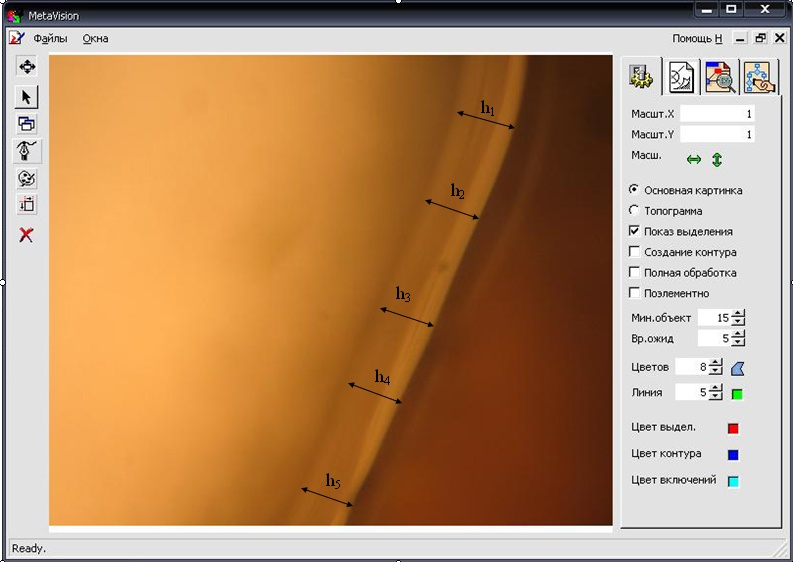 MetaVision
Файлы Окна Помощь Н
h1
h2
h3
h4
h5
Масшт.X 1
Масшт.Y 1
Масш.
Основная картинка
Топограмма
Показ выделения
Создание контура
Полная обработка
Поэлементно
Мин.объект 15
Вр.ожид 5
Цветов 8
Линия 5
Цвет выдел.
Цвет контура
Цвет включений
Ready.